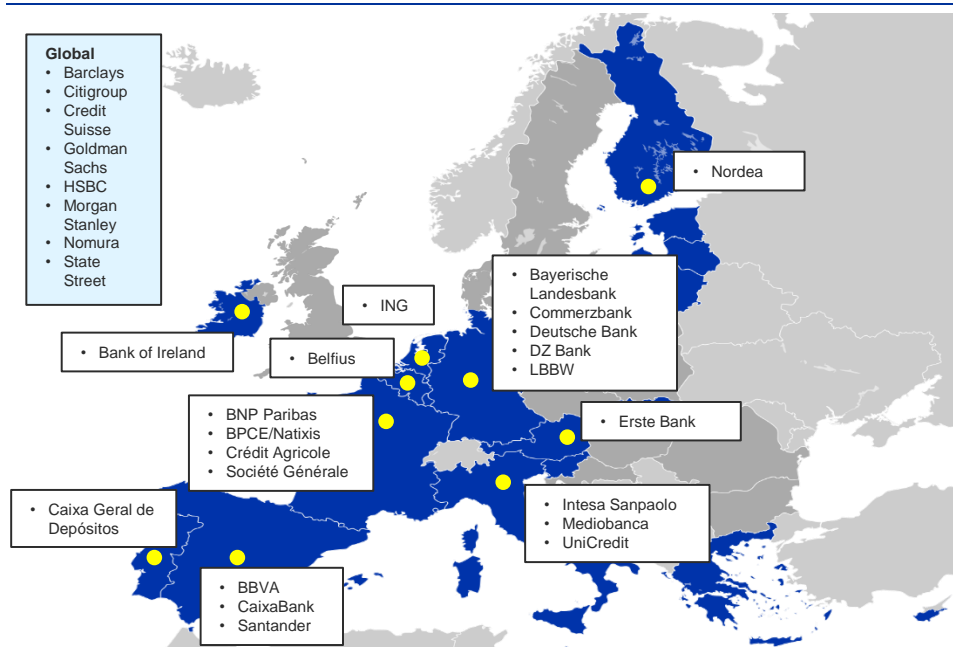 Global
• Barclays
• Citigroup
• Credit
Suisse
• Goldman
Sachs
• HSBC
• Morgan
Stanley
• Nomura
• State
Street
• Nordea
• Bayerische
Landesbank
• Commerzbank
• Deutsche Bank
• DZ Bank
• LBBW
• ING
• Bank of Ireland
• Belfius
• BNP Paribas
• BPCE/Natixis
• Crédit Agricole
• Société Générale
• Erste Bank
• Caixa Geral de
Depósitos
• Intesa Sanpaolo
• Mediobanca
• UniCredit
• BBVA
• CaixaBank
• Santander